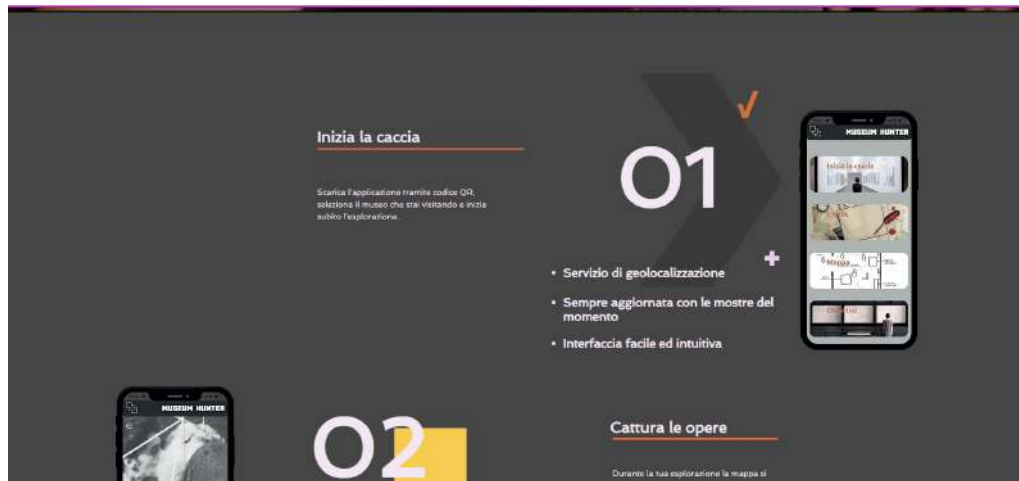 Inizia la caccia
Scarica l'applicazione tramite codice QR,
seleziona il museo che stai visitando e inizia
subito l'esplorazione.
√
01
+
• Servizio di geolocalizzazione
• Sempre aggiornata con le mostre del
momento
• Interfaccia facile ed intuitiva
MUSEUM HUNTER
Inizia la caccia
Mappa
MUSEUM HUNTER
02
Cattura le opere
Durante la tua esplorazione la mappa si